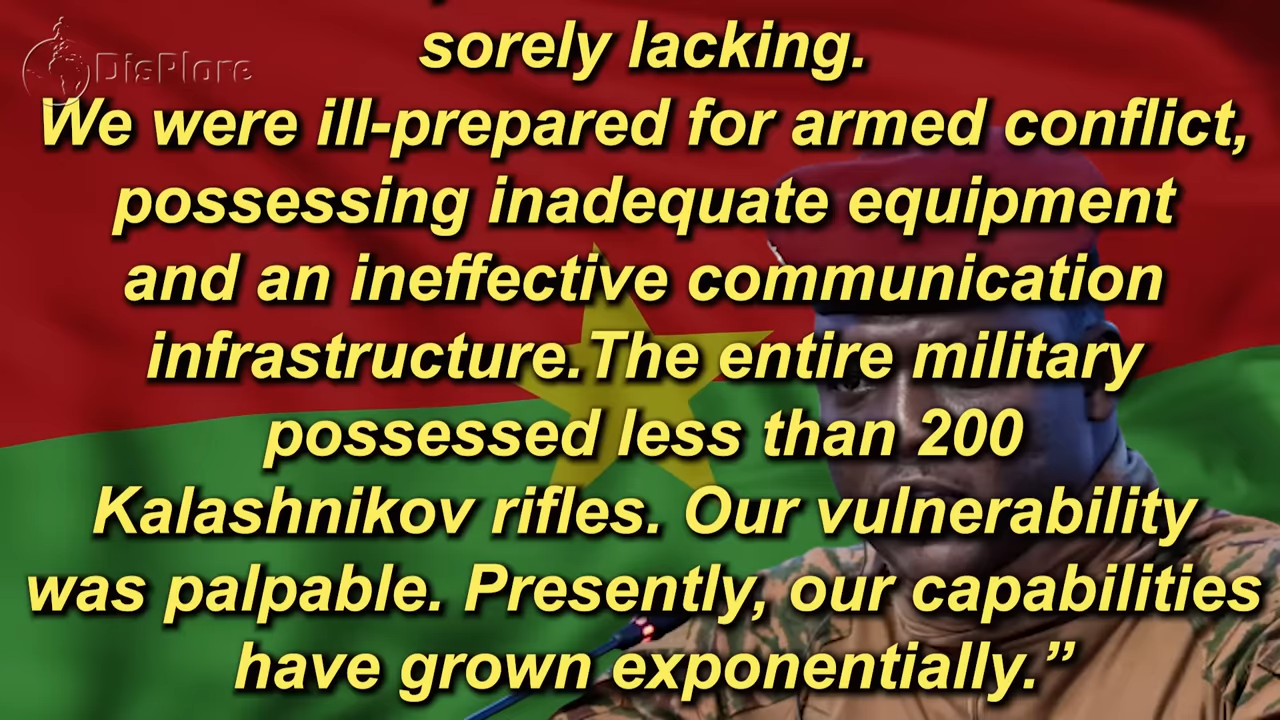 sorely lacking.
DisPlore
We were ill-prepared for armed conflict,
possessing inadequate equipment
and an ineffective communication
infrastructure.The entire military
possessed less than 200
Kalashnikov rifles. Our vulnerability
was palpable. Presently, our capabilities
have grown exponentially.”